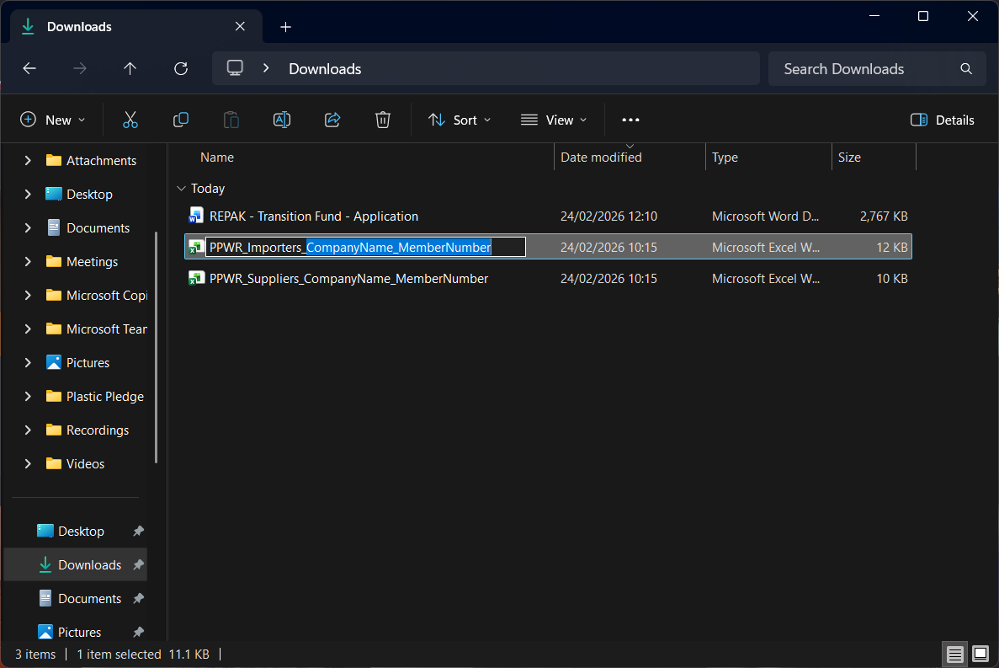 Downloads
Downloads
Search Downloads
New
Sort
View
Details
Attachments
Desktop
Documents
Meetings
Microsoft Copi
Microsoft Tean
Pictures
Plastic Pledge
Recordings
Videos
Desktop
Downloads
Documents
Pictures
Name Date modified Type Size
Today
REPAK - Transition Fund - Application 24/02/2026 12:10 Microsoft Word D... 2,767 KB
PPWR_Importers_CompanyName_MemberNumber 24/02/2026 10:15 Microsoft Excel W... 12 KB
PPWR_Suppliers_CompanyName_MemberNumber 24/02/2026 10:15 Microsoft Excel W... 10 KB
3 items 1 item selected 11.1 KB